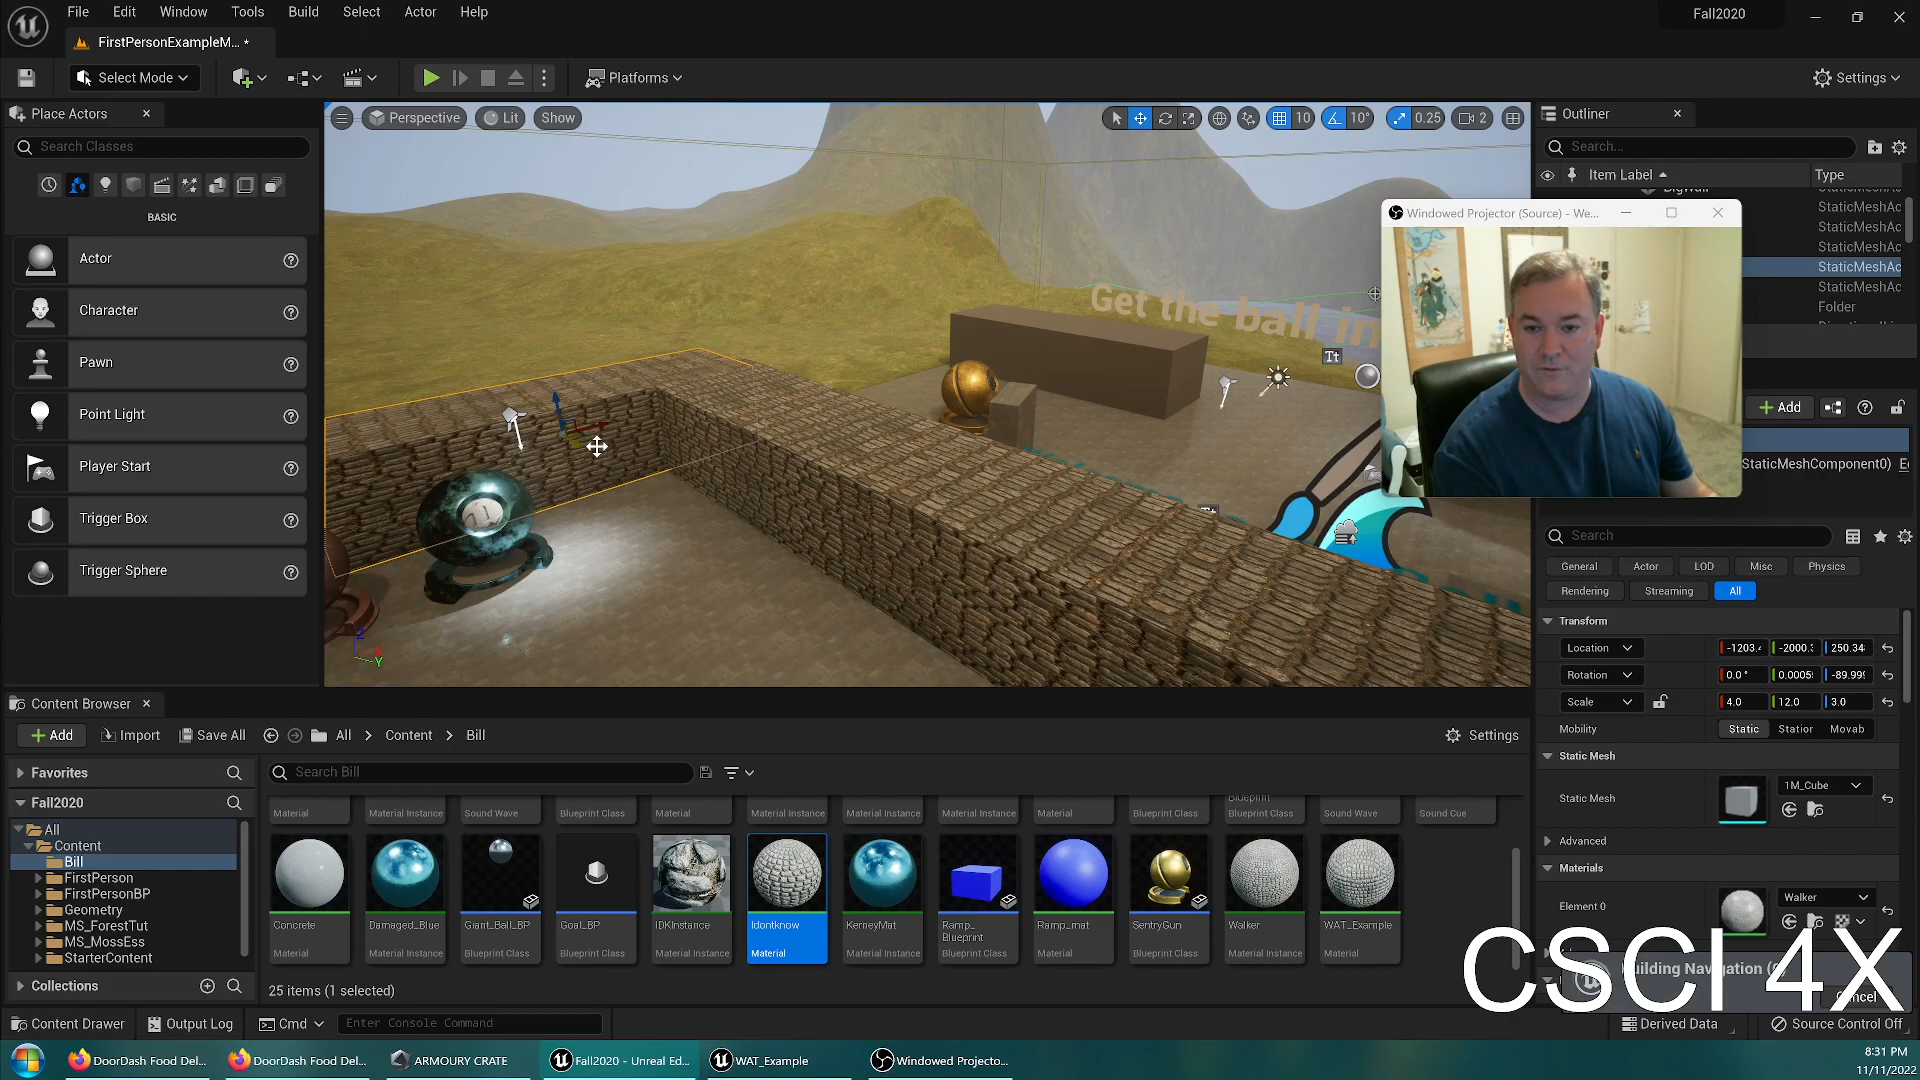 File Edit Window Tools Build Select Actor Help
Fall2020
FirstPersonExampleM... •
Select Mode
Platforms
Settings
Place Actors
Search Classes
BASIC
Actor
Character
Pawn
Point Light
Player Start
Trigger Box
Trigger Sphere
Perspective Lit Show
10 10° 0.25 2
Get the ball in
Tt
Outliner
Search...
Item Label Type
StaticMeshAc
StaticMeshAc
StaticMeshAc
StaticMeshAc
StaticMeshAc
Folder
Windowed Projector (Source) - We...
Add
StaticMeshComponent0)
Search
General Actor LOD Misc Physics
Rendering Streaming All
Transform
Location -1203.4 -2000.3 250.34
Rotation 0.0° 0.0005 -89.999
Scale 4.0 12.0 3.0
Mobility Static Station Movab
Static Mesh
Static Mesh 1M_Cube
Advanced
Materials
Element 0 Walker
Content Browser
Add Import Save All All > Content > Bill Settings
Favorites
Search Bill
Fall2020
All
Content
Bill
FirstPerson
FirstPersonBP
Geometry
MS_ForestTut
MS_MossEss
StarterContent
Collections
Material Material Instance Sound Wave Blueprint Class Material Material Instance Material Instance Blueprint Class Material Blueprint Class Blueprint Class Sound Wave Sound Cue
Concrete Damaged_Blue Giant_Ball_BP Goal_BP IDKInstance Idontknow KerneyMat Ramp_Blueprint Ramp_mat SentryGun Walker WAT_Example
Material Material Instance Blueprint Class Blueprint Class Material Instance Material Material Instance Blueprint Class Material Blueprint Class Material Instance Material Instance
25 items (1 selected)
Building Navigation
Cancel
CSCI 4X
Content Drawer Output Log Cmd Enter Console Command Derived Data Source Control Off
DoorDash Food Del... DoorDash Food Del... ARMOURY CRATE Fall2020 - Unreal Ed... WAT_Example Windowed Projecto...
8:31 PM
11/11/2022